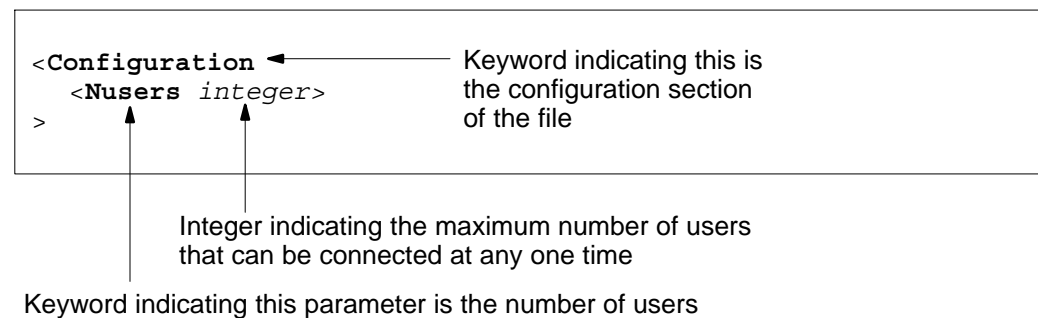 <Configuration
<Nusers integer>
>
Keyword indicating this is
the configuration section
of the file
Integer indicating the maximum number of users
that can be connected at any one time
Keyword indicating this parameter is the number of users